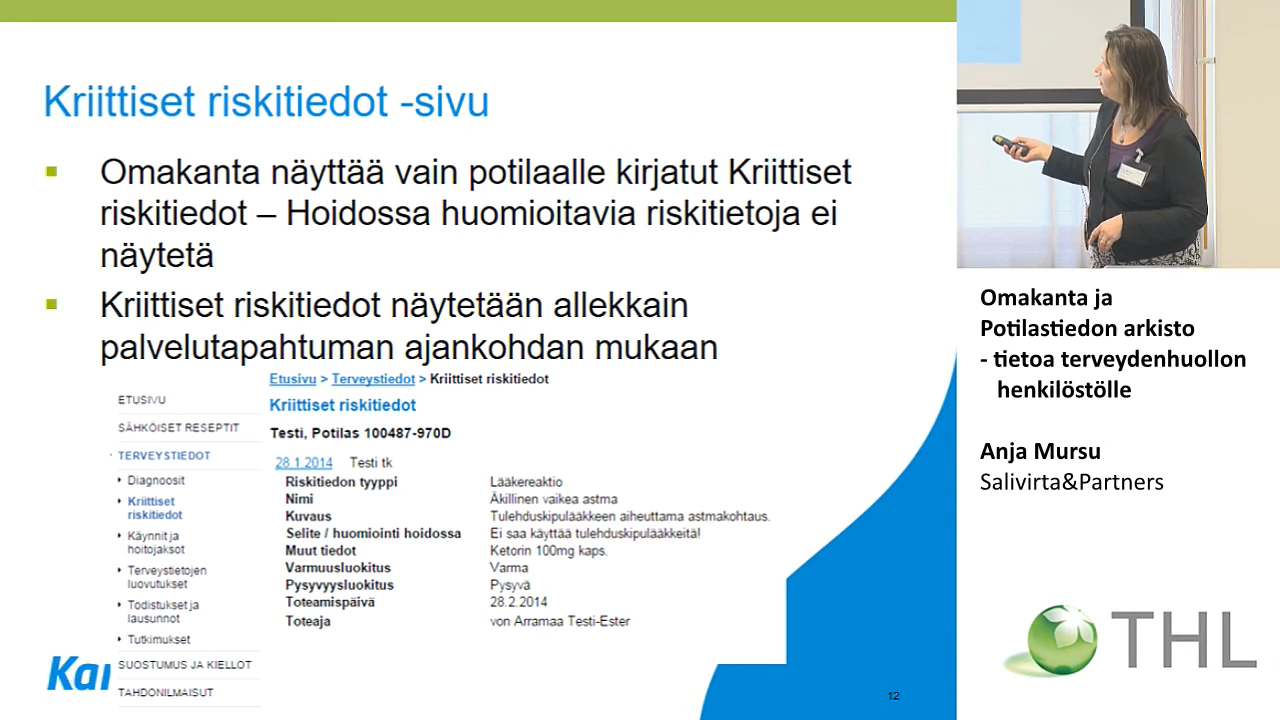 Kriittiset riskitiedot -sivu
Omakanta näyttää vain potilaalle kirjatut Kriittiset
riskitiedot – Hoidossa huomioitavia riskitietoja ei
näytetä
Kriittiset riskitiedot näytetään allekkain
palvelutapahtuman ajankohdan mukaan
Etusivu > Terveystiedot > Kriittiset riskitiedot
Kriittiset riskitiedot
Testi, Potilas 100487-970D
28.1.2014 Testi tk
Riskitiedon tyyppi Lääkereaktio
Nimi Äkillinen vaikea astma
Kuvaus Tulehduskipulääkkeen aiheuttama astmakohtaus.
Selite / huomiointi hoidossa Ei saa käyttää tulehduskipulääkkeitä!
Muut tiedot Ketorin 100mg kaps.
Varmuusluokitus Varma
Pysyvyysluokitus Pysyvä
Toteamispäivä 28.2.2014
Toteaja von Arramaa Testi-Ester
ETUSIVU
SÄHKÖISET RESEPTIT
TERVEYSTIEDOT
Diagnoosit
Kriittiset
riskitiedot
Käynnit ja
hoitojaksot
Terveystietojen
luovutukset
Todistukset ja
lausunnot
Tutkimukset
SUOSTUMUS JA KIELLOT
TAHDONILMAISUT
12
Omakanta ja
Potilastiedon arkisto
- tietoa terveydenhuollon
henkilöstölle
Anja Mursu
Salivirta&Partners
THL